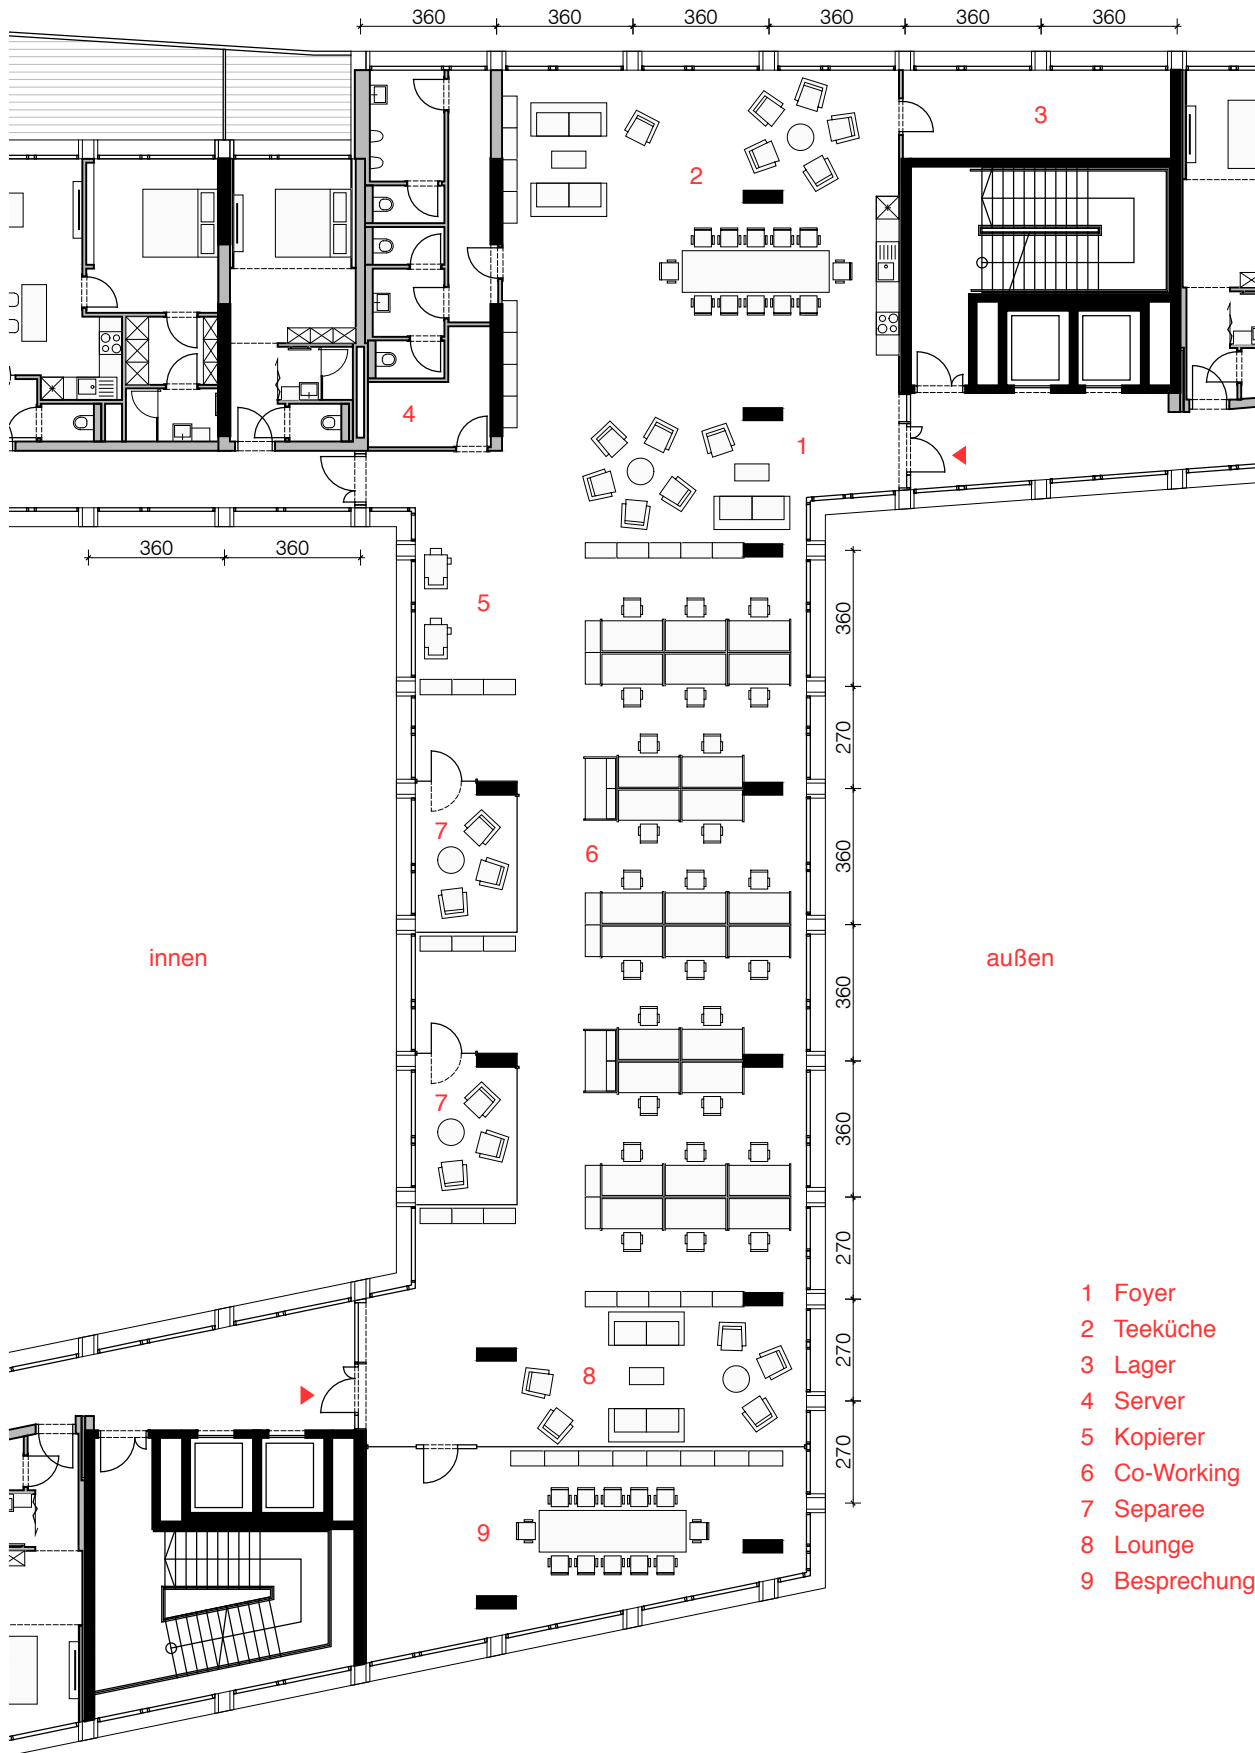 360 360 360 360 360 360
3
2
4
1
360 360
5
360
270
7
6
360
innen
außen
360
7
360
270
1 Foyer
2 Teeküche
3 Lager
4 Server
5 Kopierer
6 Co-Working
7 Separee
8 Lounge
9 Besprechung
270
8
270
9